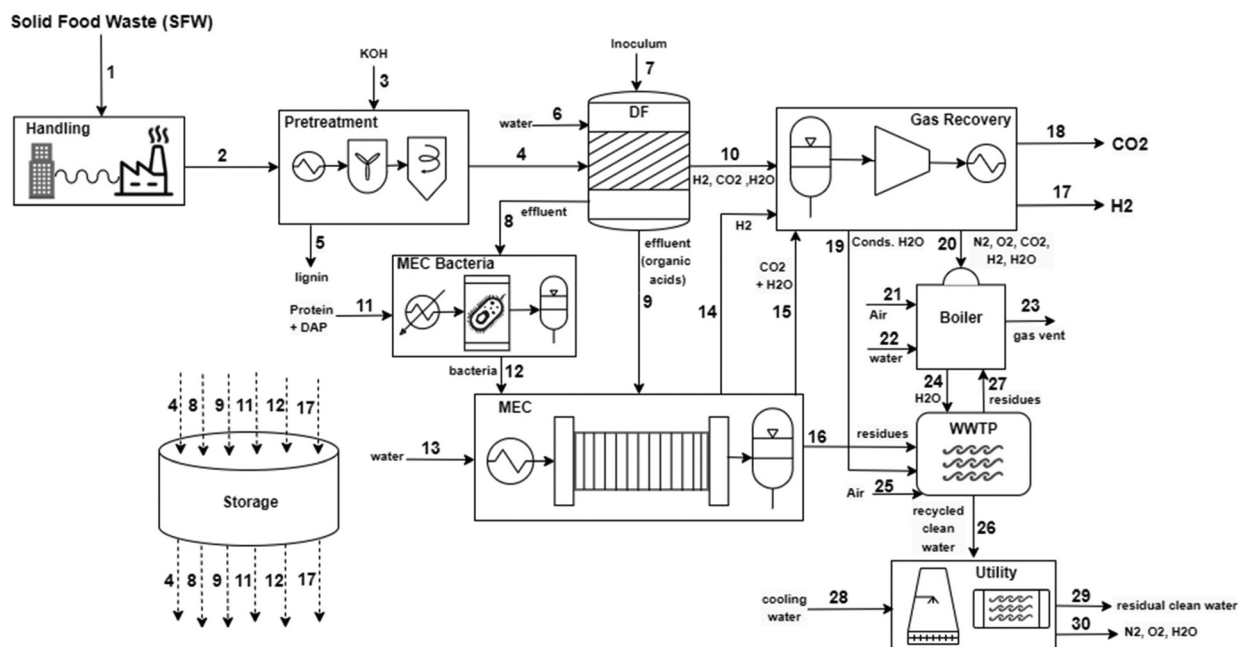 Solid Food Waste (SFW)
1
Handling
2
KOH
3
Pretreatment
4
5
lignin
Inoculum
7
water
6
DF
10
H2, CO2 ,H2O
8
effluent
effluent
(organic
acids)
9
Gas Recovery
18
CO2
17
H2
H2
14
CO2
+ H2O
15
19
Conds. H2O
20
N2, O2, CO2,
H2, H2O
MEC Bacteria
Protein
+ DAP
11
bacteria
12
21
Air
22
water
Boiler
23
gas vent
24
H2O
27
residues
MEC
water
13
16
residues
WWTP
Air
25
recycled
clean
water
26
4 8 9 11 12 17
Storage
4 8 9 11 12 17
Utility
cooling
water
28
29
residual clean water
30
N2, O2, H2O